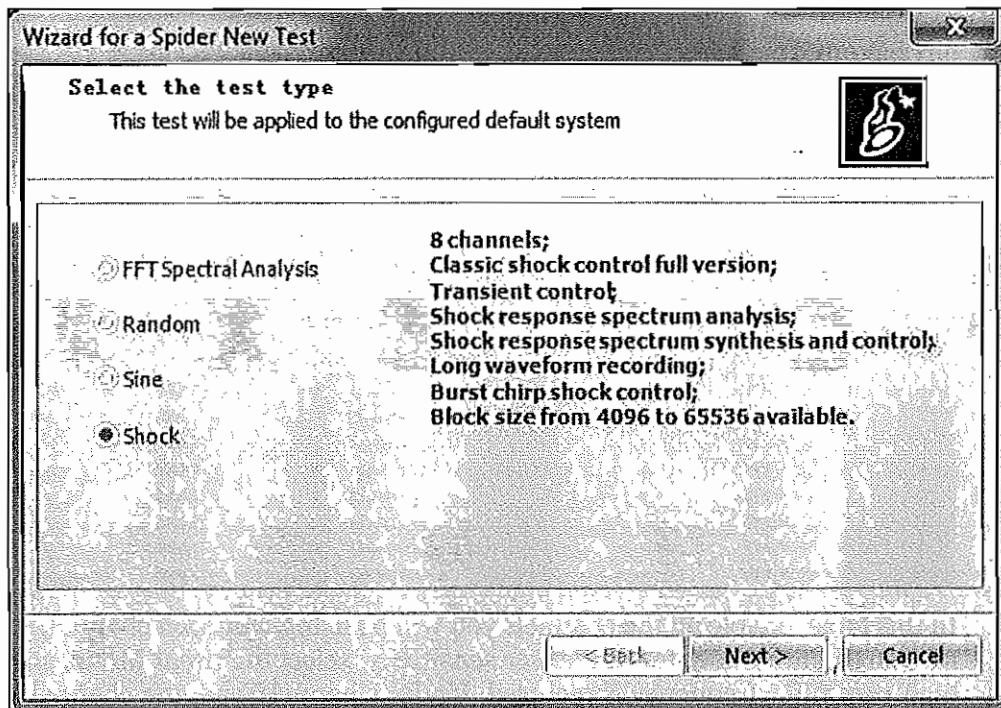 Wizard for a Spider New Test
Select the test type
This test will be applied to the configured default system
FFT Spectral Analysis
Random
Sine
Shock
8 channels;
Classic shock control full version;
Transient control;
Shock response spectrum analysis;
Shock response spectrum synthesis and control;
Long waveform recording;
Burst chirp shock control;
Block size from 4096 to 65536 available.
< Back
Next >
Cancel